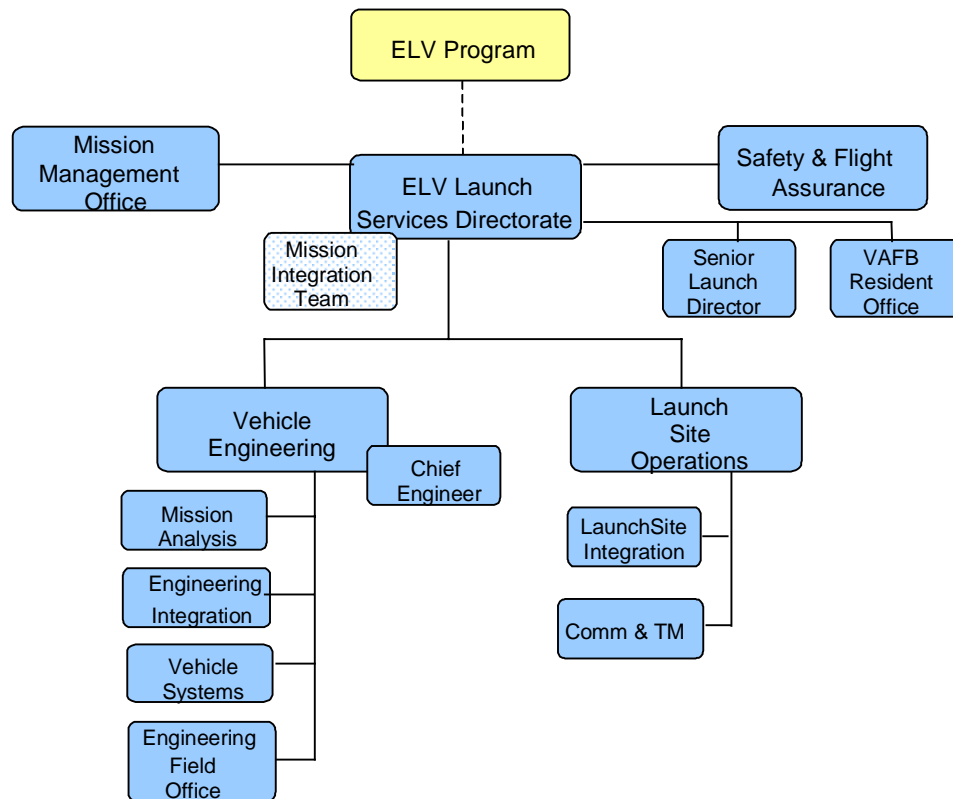 ELV Program
Mission
Management
Office
Safety & Flight
Assurance
ELV Launch
Services Directorate
Mission
Integration
Team
Senior
Launch
Director
VAFB
Resident
Office
Vehicle
Engineering
Chief
Engineer
Launch
Site
Operations
Mission
Analysis
LaunchSite
Integration
Engineering
Integration
Comm & TM
Vehicle
Systems
Engineering
Field
Office